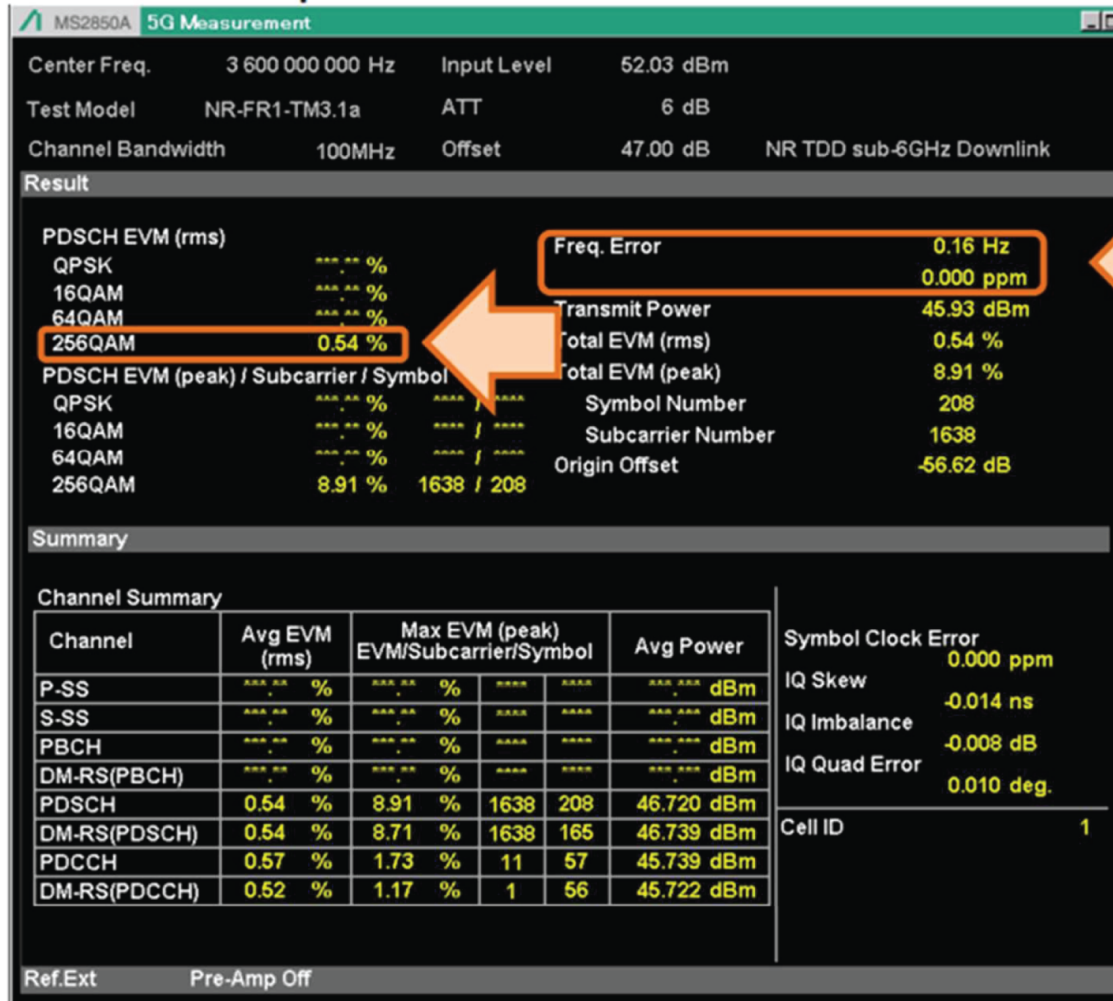 MS2850A 5G Measurement
Center Freq. 3 600 000 000 Hz Input Level 52.03 dBm
Test Model NR-FR1-TM3.1a ATT 6 dB
Channel Bandwidth 100MHz Offset 47.00 dB NR TDD sub-6GHz Downlink
Result
PDSCH EVM (rms)
QPSK ***.** %
16QAM ***.** %
64QAM ***.** %
256QAM 0.54 %
PDSCH EVM (peak) / Subcarrier / Symbol
QPSK ***.** % **** / ****
16QAM ***.** % **** / ****
64QAM ***.** % **** / ****
256QAM 8.91 % 1638 / 208
Freq. Error 0.16 Hz
0.000 ppm
Transmit Power 45.93 dBm
Total EVM (rms) 0.54 %
Total EVM (peak) 8.91 %
Symbol Number 208
Subcarrier Number 1638
Origin Offset -56.62 dB
Summary
Channel Summary
Channel Avg EVM (rms) Max EVM (peak) EVM/Subcarrier/Symbol Avg Power
P-SS ***.** % ***.** % **** **** ***.*** dBm
S-SS ***.** % ***.** % **** **** ***.*** dBm
PBCH ***.** % ***.** % **** **** ***.*** dBm
DM-RS(PBCH) ***.** % ***.** % **** **** ***.*** dBm
PDSCH 0.54 % 8.91 % 1638 208 46.720 dBm
DM-RS(PDSCH) 0.54 % 8.71 % 1638 165 46.739 dBm
PDCCH 0.57 % 1.73 % 11 57 45.739 dBm
DM-RS(PDCCH) 0.52 % 1.17 % 1 56 45.722 dBm
Symbol Clock Error
0.000 ppm
IQ Skew
-0.014 ns
IQ Imbalance
-0.008 dB
IQ Quad Error
0.010 deg.
Cell ID 1
Ref.Ext Pre-Amp Off